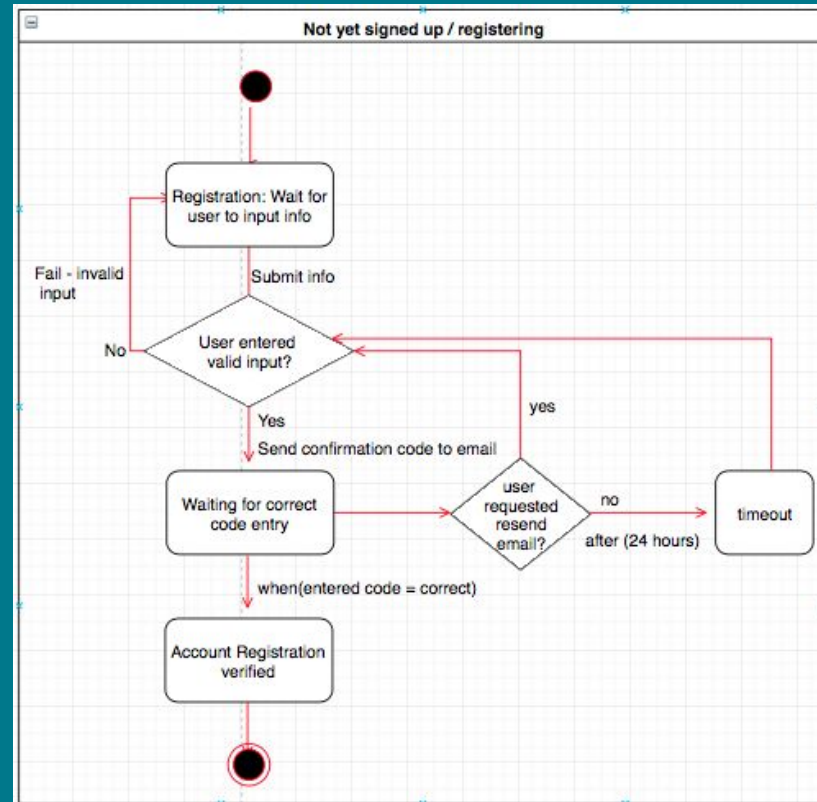 Not yet signed up / registering
Registration: Wait for
user to input info
Fail - invalid
input
Submit info
User entered
valid input?
No
Yes
Send confirmation code to email
yes
Waiting for correct
code entry
user
requested
resend
email?
no
after (24 hours)
timeout
when(entered code = correct)
Account Registration
verified